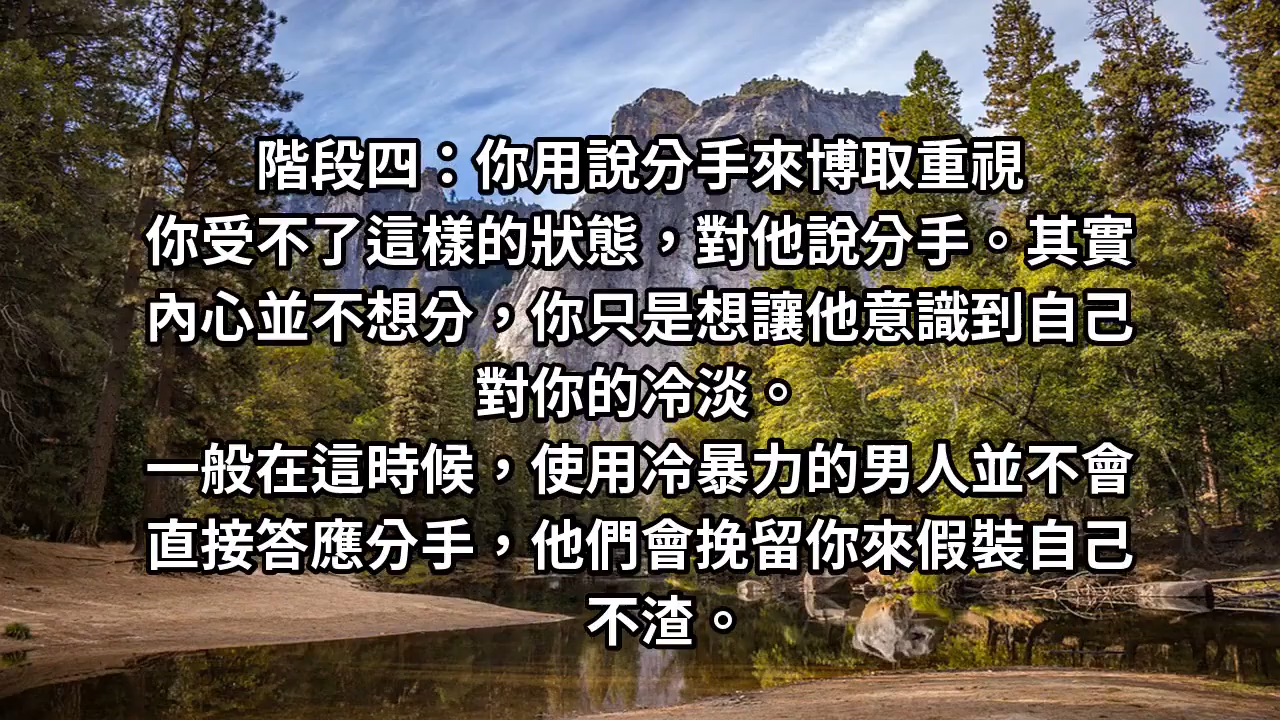 階段四：你用說分手來博取重視
你受不了這樣的狀態，對他說分手。其實
內心並不想分，你只是想讓他意識到自己
對你的冷淡。
一般在這時候，使用冷暴力的男人並不會
直接答應分手，他們會挽留你來假裝自己
不渣。